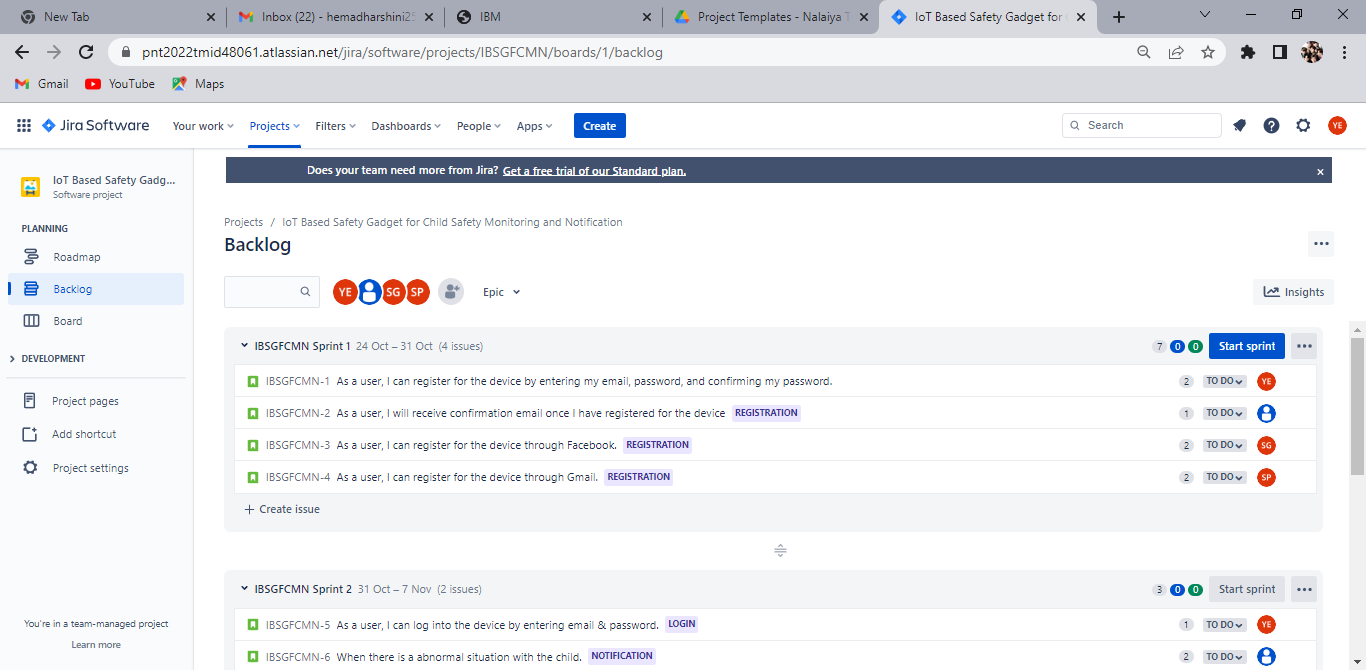 New Tab
Inbox (22) - hemadharshini25
IBM
Project Templates - Nalaiya T
IoT Based Safety Gadget for
pnt2022tmid48061.atlassian.net/jira/software/projects/IBSGFCMN/boards/1/backlog
Gmail YouTube Maps
Jira Software Your work Projects Filters Dashboards People Apps Create Search YE
Does your team need more from Jira? Get a free trial of our Standard plan.
IoT Based Safety Gadg...
Software project
PLANNING
Roadmap
Backlog
Board
DEVELOPMENT
Project pages
Add shortcut
Project settings
You're in a team-managed project
Learn more
Projects / IoT Based Safety Gadget for Child Safety Monitoring and Notification
Backlog
YE SG SP Epic Insights
IBSGFCMN Sprint 1 24 Oct – 31 Oct (4 issues) 7 0 0 Start sprint
IBSGFCMN-1 As a user, I can register for the device by entering my email, password, and confirming my password. 2 TO DO YE
IBSGFCMN-2 As a user, I will receive confirmation email once I have registered for the device REGISTRATION 1 TO DO
IBSGFCMN-3 As a user, I can register for the device through Facebook. REGISTRATION 2 TO DO SG
IBSGFCMN-4 As a user, I can register for the device through Gmail. REGISTRATION 2 TO DO SP
+ Create issue
IBSGFCMN Sprint 2 31 Oct – 7 Nov (2 issues) 3 0 0 Start sprint
IBSGFCMN-5 As a user, I can log into the device by entering email & password. LOGIN 1 TO DO YE
IBSGFCMN-6 When there is a abnormal situation with the child. NOTIFICATION 2 TO DO